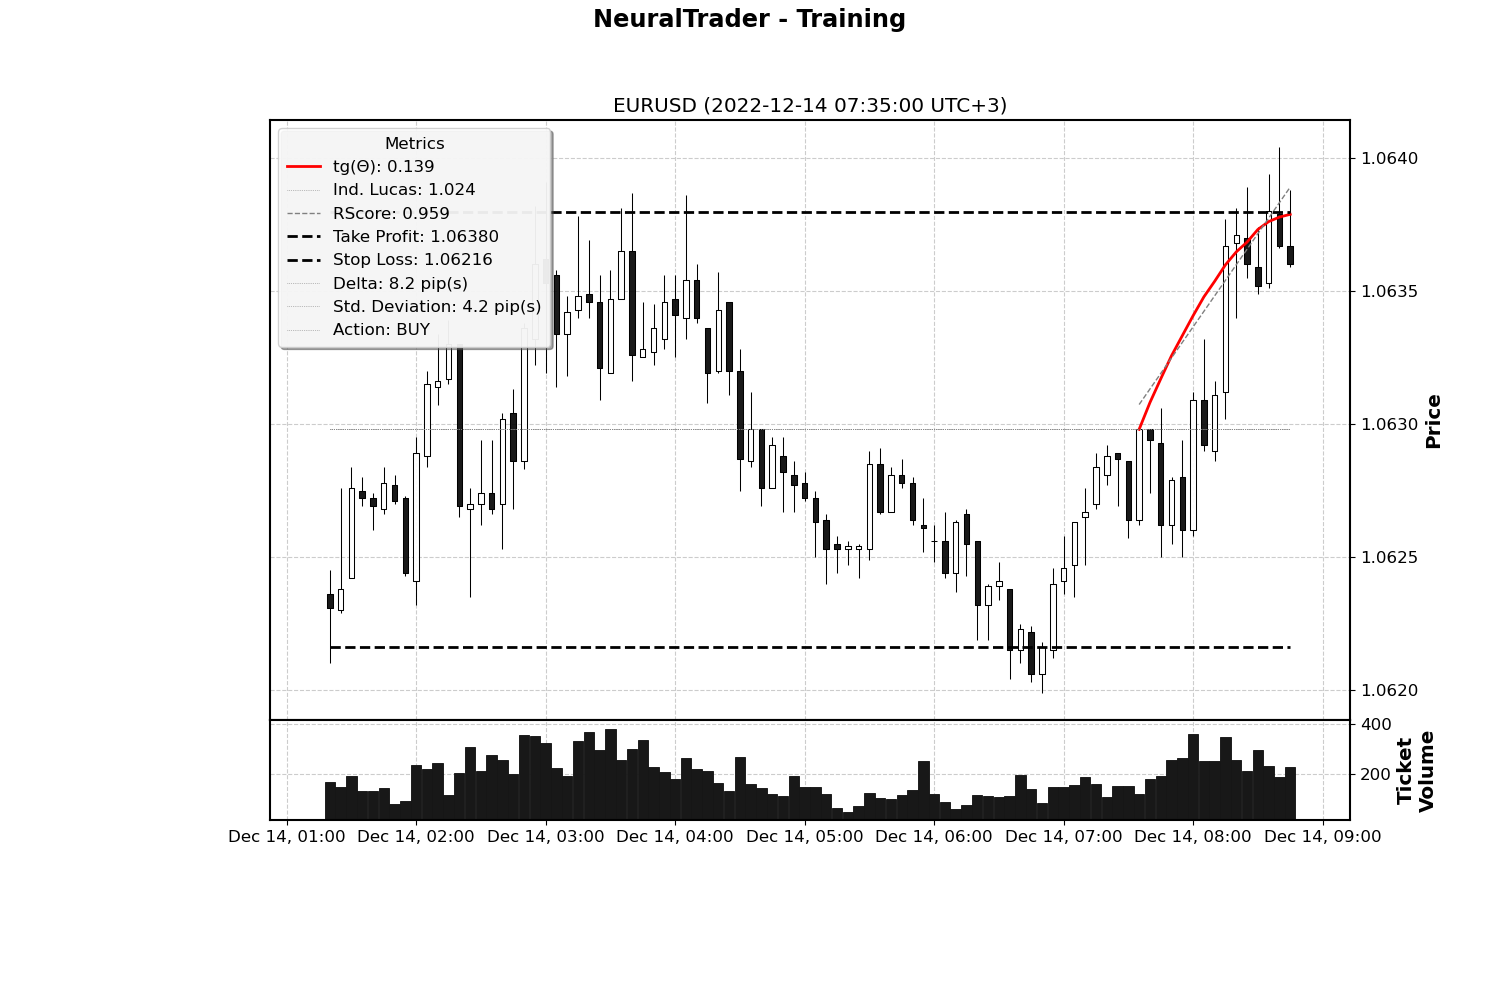 NeuralTrader - Training
EURUSD (2022-12-14 07:35:00 UTC+3)
Metrics
tg(Θ): 0.139
Ind. Lucas: 1.024
RScore: 0.959
Take Profit: 1.06380
Stop Loss: 1.06216
Delta: 8.2 pip(s)
Std. Deviation: 4.2 pip(s)
Action: BUY
1.0640
1.0635
1.0630
1.0625
1.0620
Price
400
200
Ticket
Volume
Dec 14, 01:00 Dec 14, 02:00 Dec 14, 03:00 Dec 14, 04:00 Dec 14, 05:00 Dec 14, 06:00 Dec 14, 07:00 Dec 14, 08:00 Dec 14, 09:00